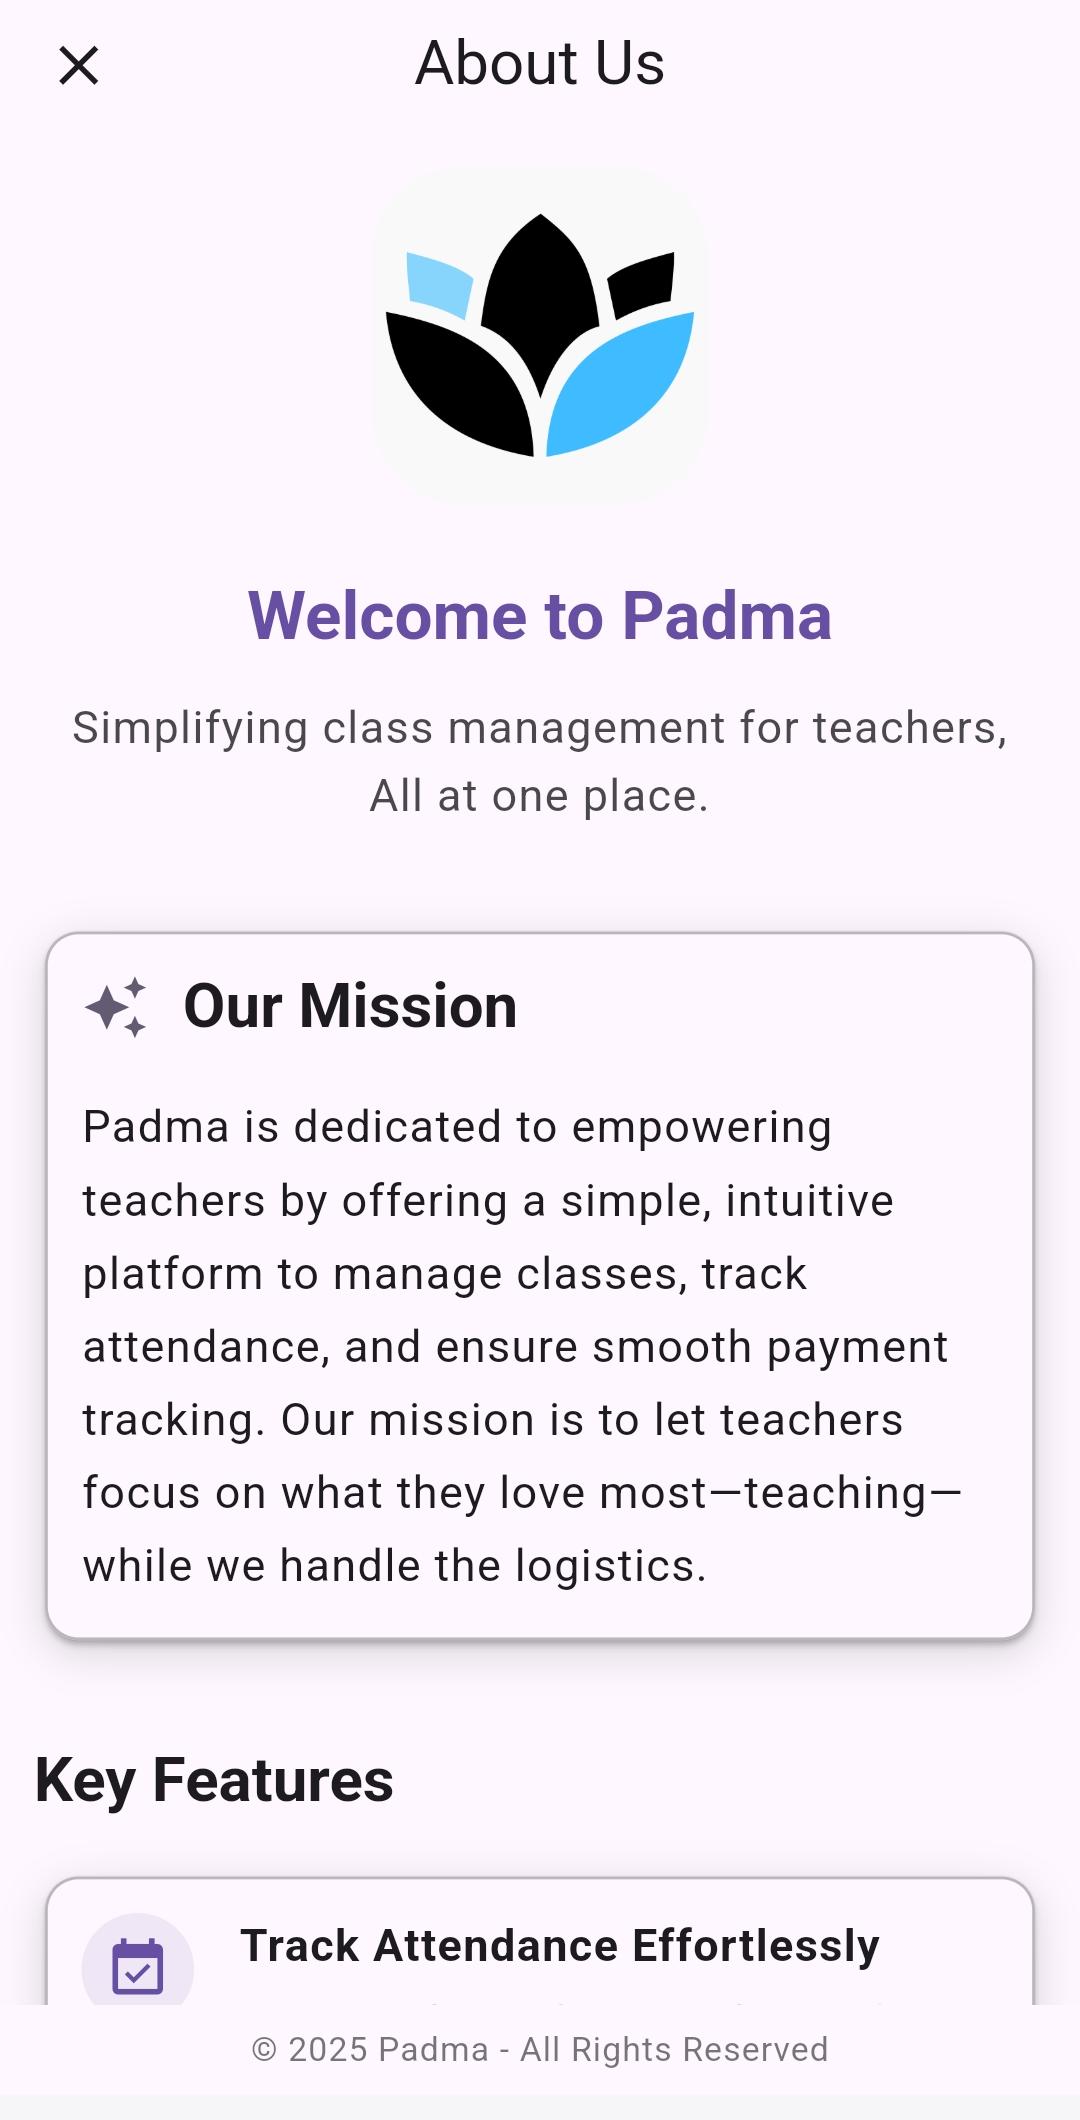 About Us
Welcome to Padma
Simplifying class management for teachers,
All at one place.
Our Mission
Padma is dedicated to empowering
teachers by offering a simple, intuitive
platform to manage classes, track
attendance, and ensure smooth payment
tracking. Our mission is to let teachers
focus on what they love most—teaching—
while we handle the logistics.
Key Features
Track Attendance Effortlessly
© 2025 Padma - All Rights Reserved